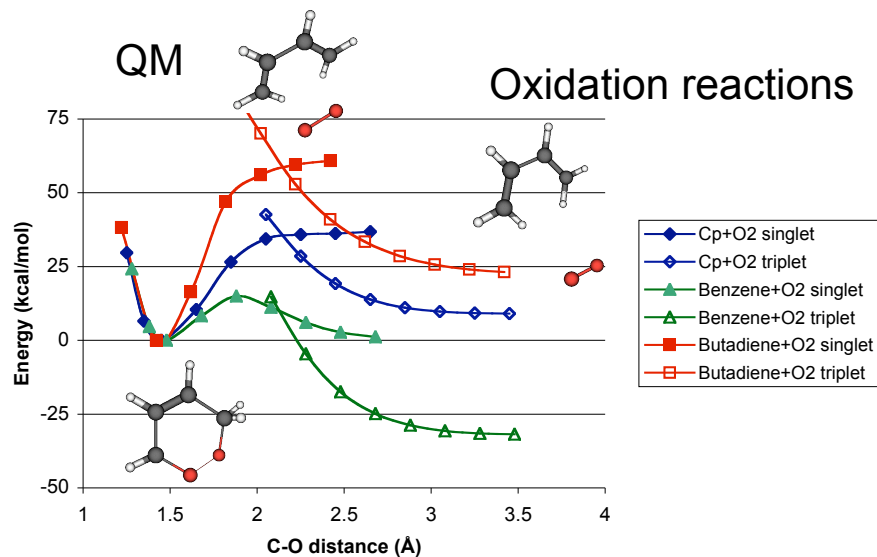 QM
Oxidation reactions
75
50
25
0
-25
-50
Energy (kcal/mol)
1
1.5
2
2.5
3
3.5
4
C-O distance (Å)
Cp+O2 singlet
Cp+O2 triplet
Benzene+O2 singlet
Benzene+O2 triplet
Butadiene+O2 singlet
Butadiene+O2 triplet